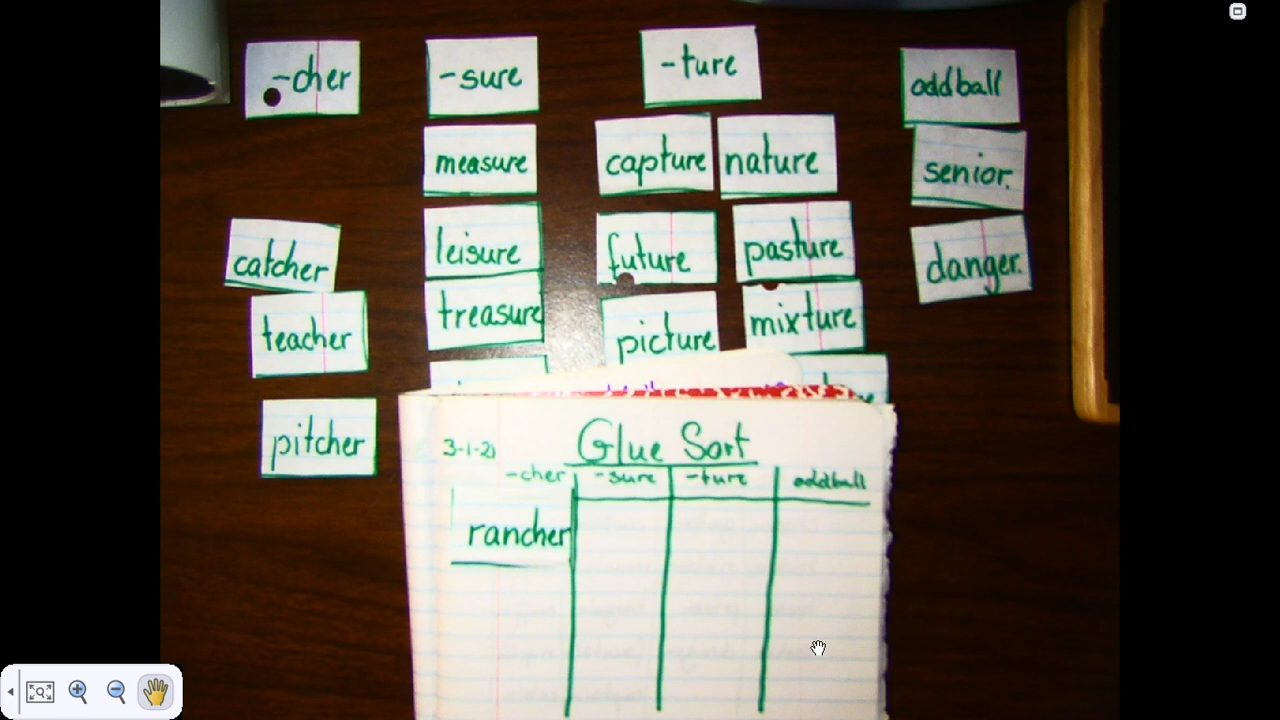 -cher
-sure
-ture
oddball
measure
capture
nature
senior.
catcher
leisure
future
pasture
danger.
teacher
treasure
picture
mixture
pitcher
3-1-21
Glue Sort
-cher
-sure
-ture
oddball
rancher